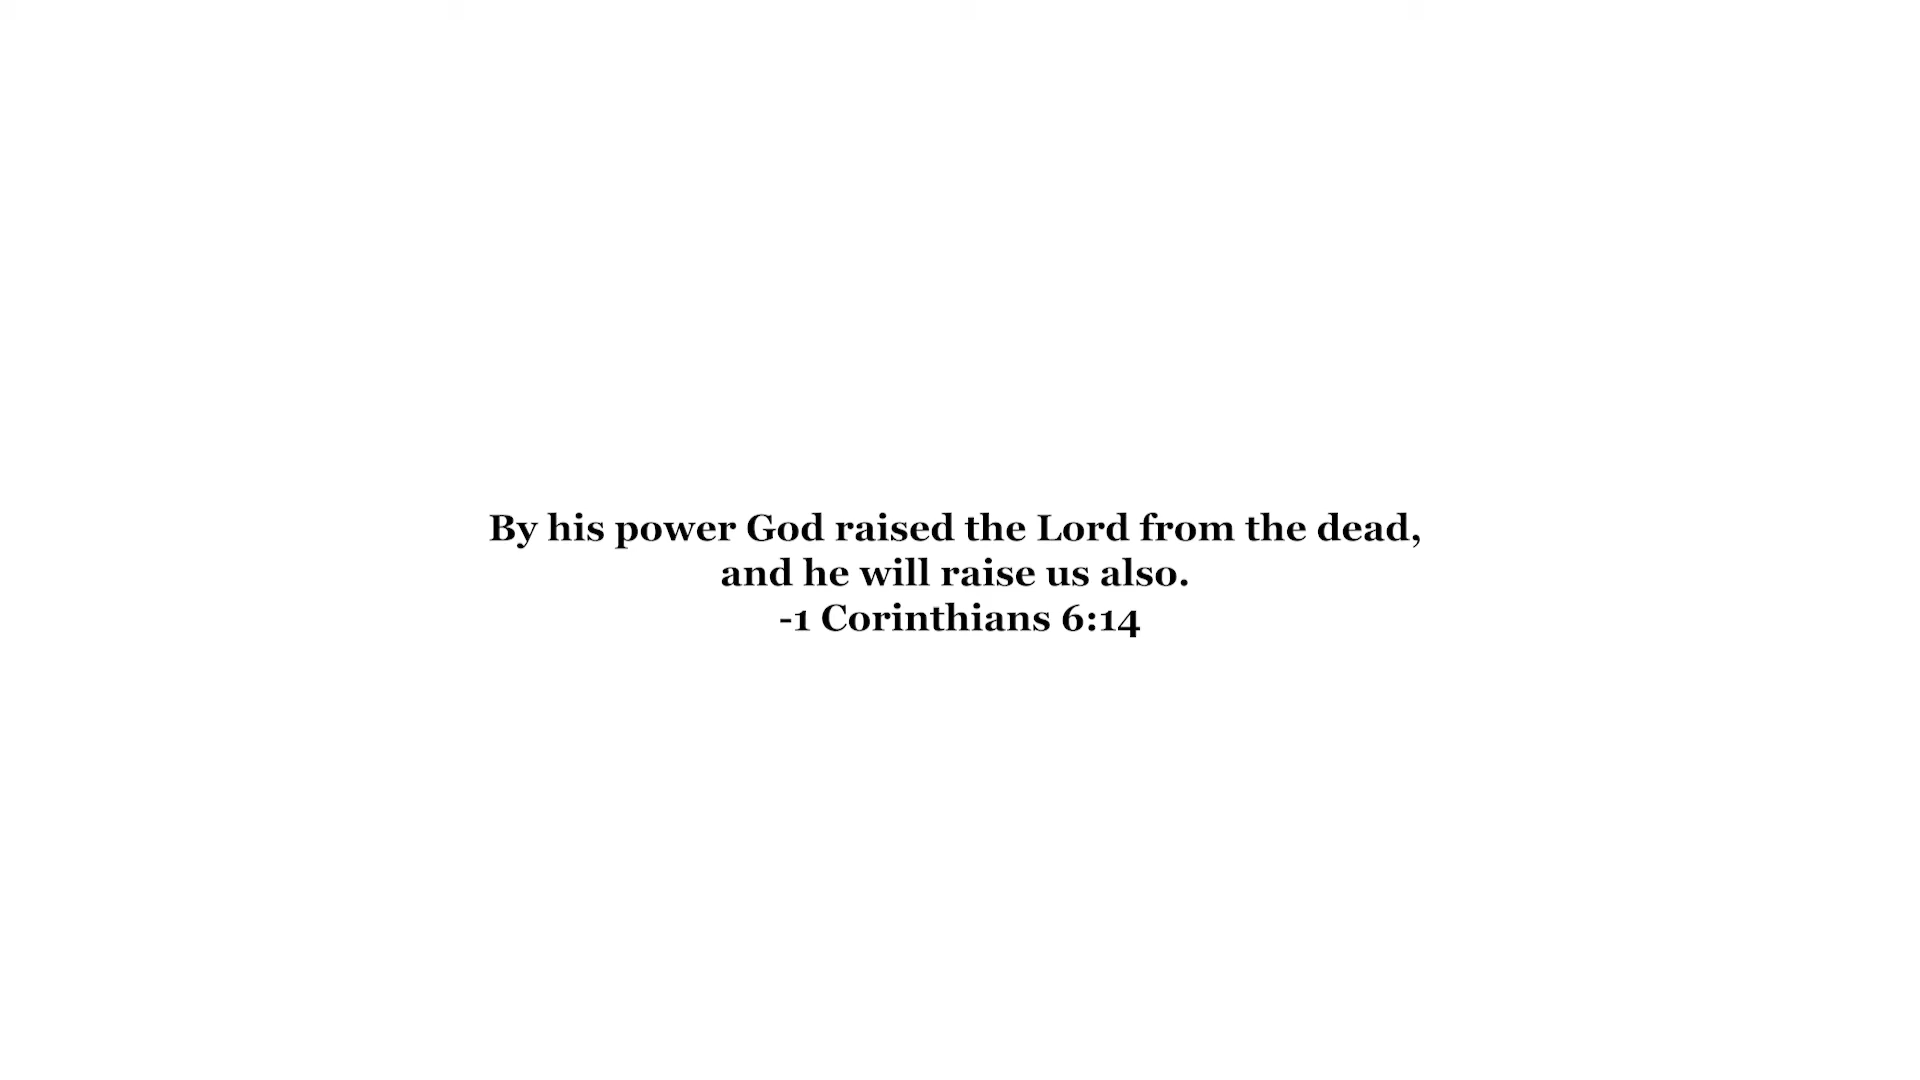 By his power God raised the Lord from the dead,
and he will raise us also.
-1 Corinthians 6:14